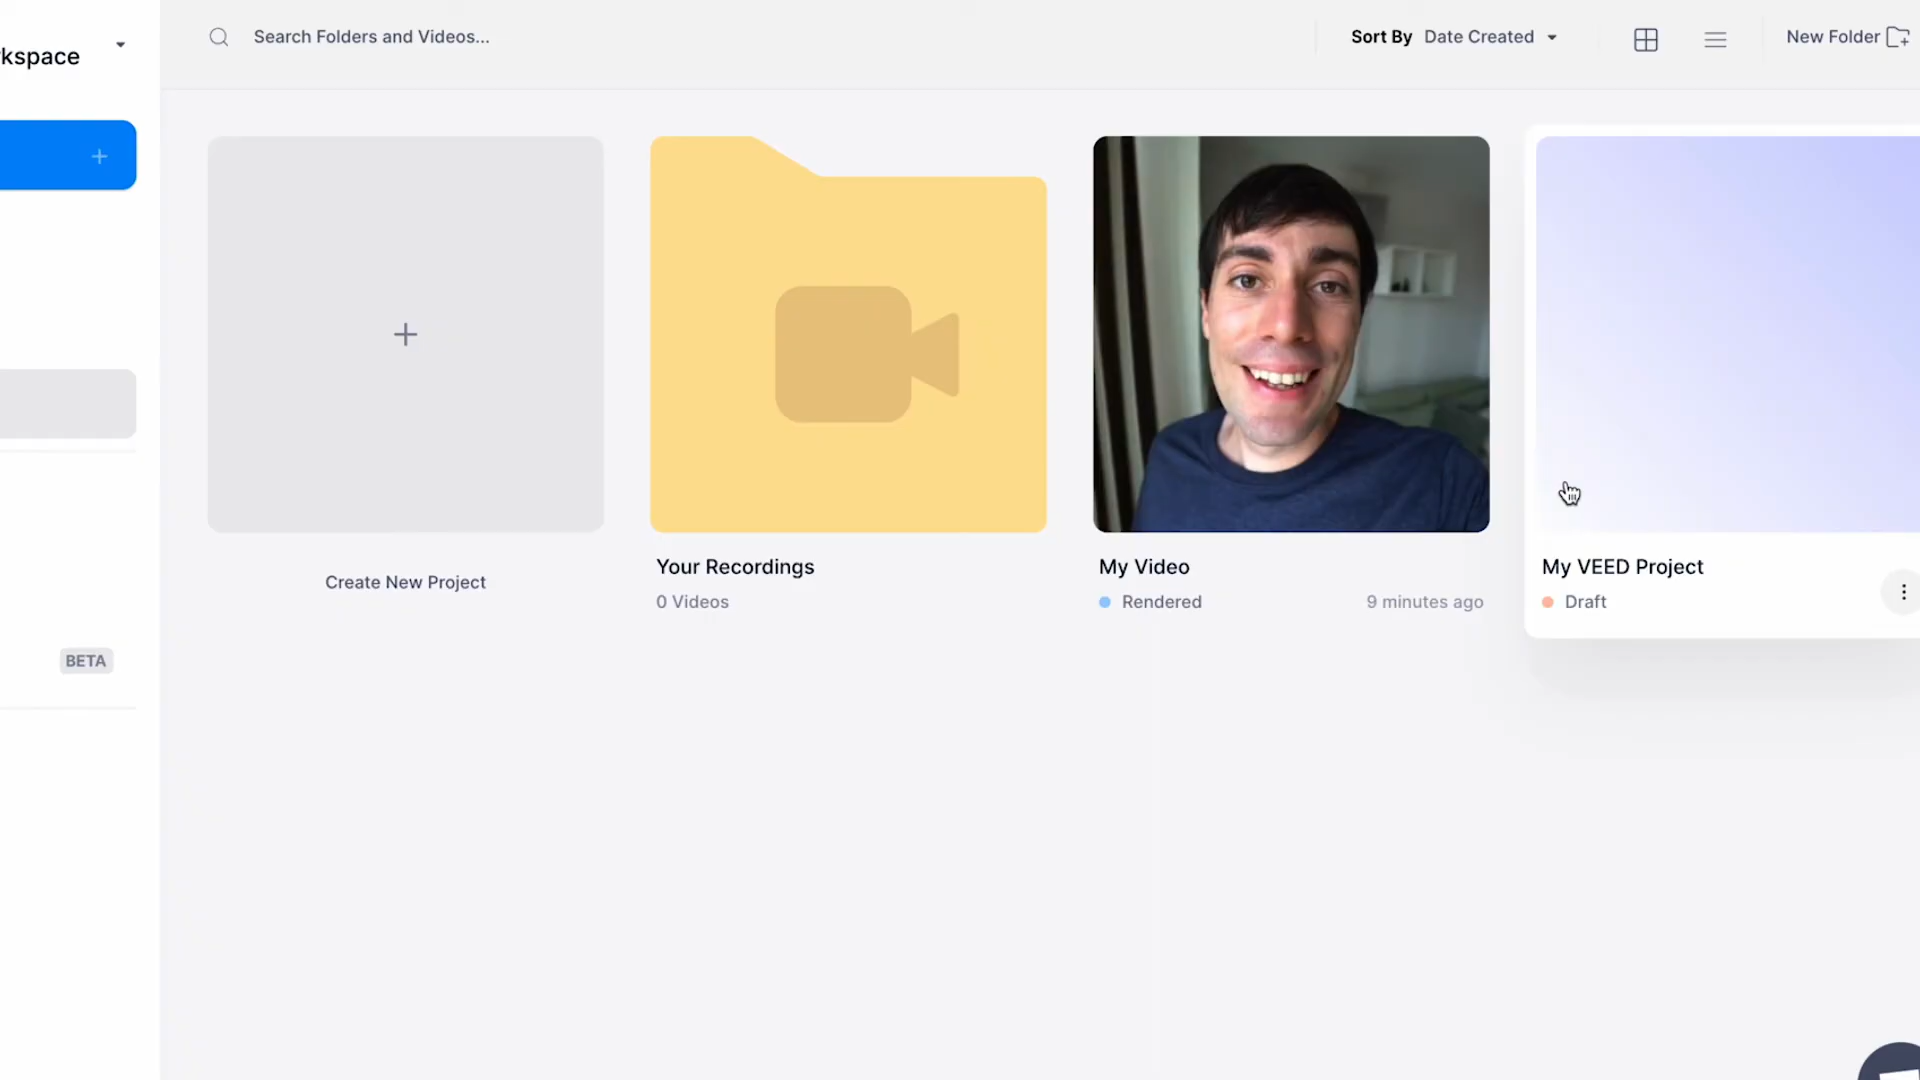 kspace
Search Folders and Videos...
Sort By Date Created
New Folder
Create New Project
Your Recordings
0 Videos
My Video
Rendered
9 minutes ago
My VEED Project
Draft
BETA